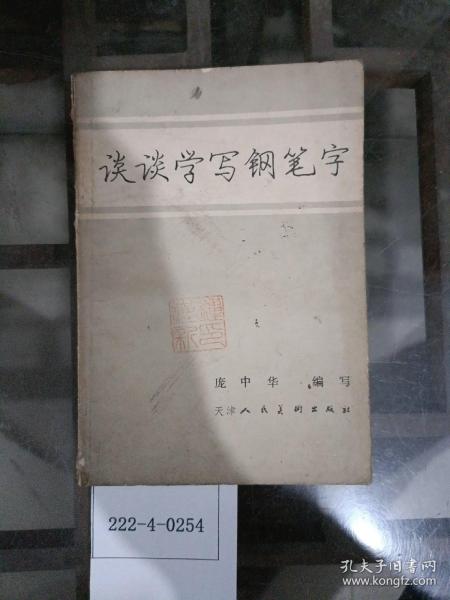 谈谈学写钢笔字
庞中华 编写
天津人民美术出版社
222-4-0254
孔夫子旧书网
www.kongfz.com